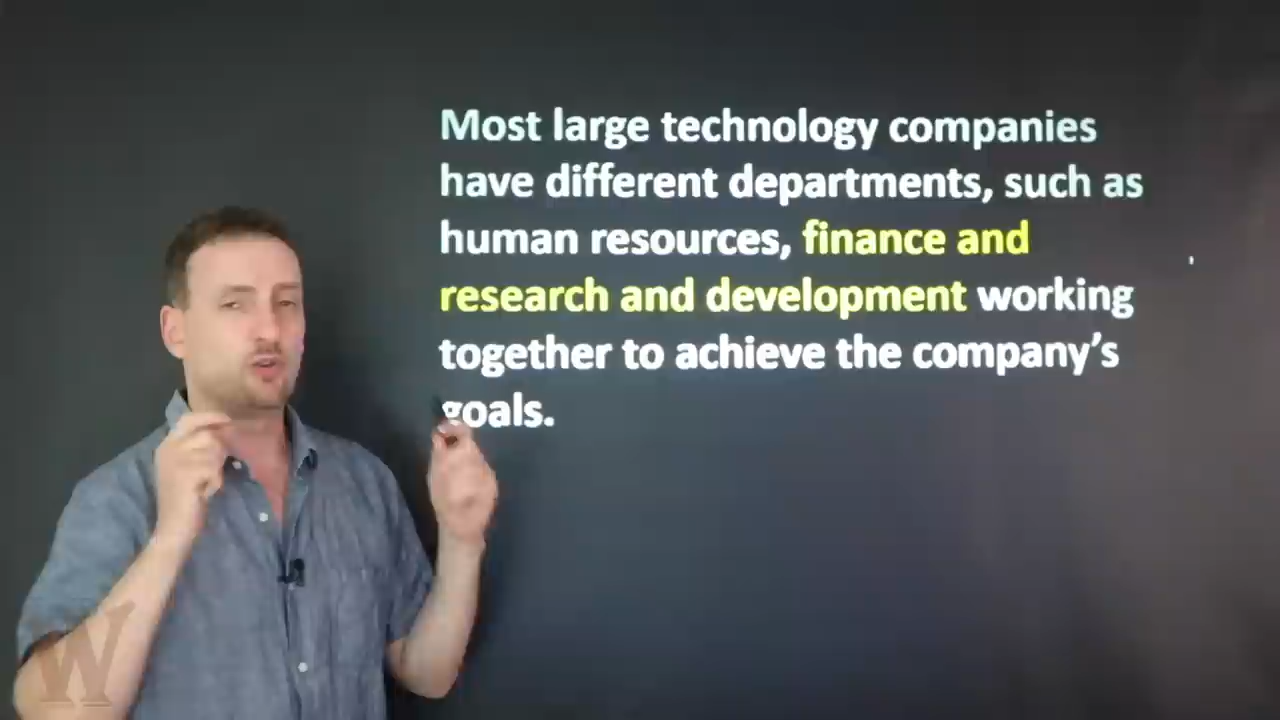 Most large technology companies
have different departments, such as
human resources, finance and
research and development working
together to achieve the company’s
goals.
W